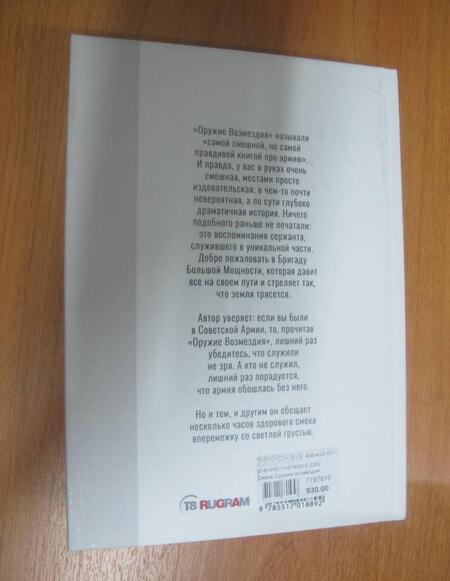 «Оружие Возмездия» называли
«самой смешной, но самой
правдивой книгой про армию».
И правда, у вас в руках очень
смешная, местами просто
издевательская, в чем-то почти
невероятная, а по сути глубоко
драматичная история. Ничего
подобного раньше не печатали:
это воспоминания сержанта,
служившего в уникальной части.
Добро пожаловать в Бригаду
Большой Мощности, которая давит
все на своем пути и стреляет так,
что земля трясется.
Автор уверяет: если вы были
в Советской Армии, то, прочитав
«Оружие Возмездия», лишний раз
убедитесь, что служили
не зря. А кто не служил,
лишний раз порадуется,
что армия обошлась без него.
Но и тем, и другим он обещает
несколько часов здорового смеха
вперемежку со светлой грустью.
7197870
930.00
T8 RUGRAM
9 785517 018892